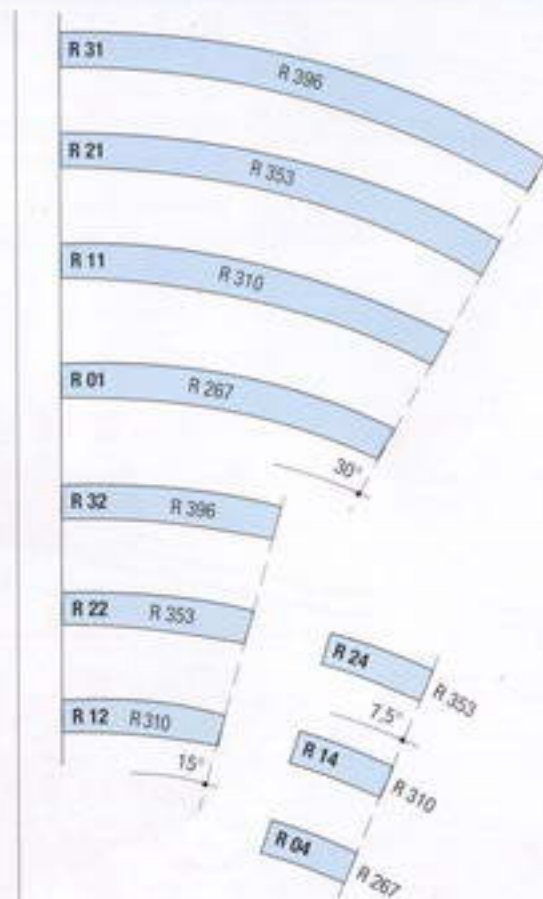 R 31 R 396
R 21 R 353
R 11 R 310
R 01 R 267
30°
R 32 R 396
R 22 R 353
R 12 R310
15°
R 24 R 353
7,5°
R 14 R 310
R 04 R 267